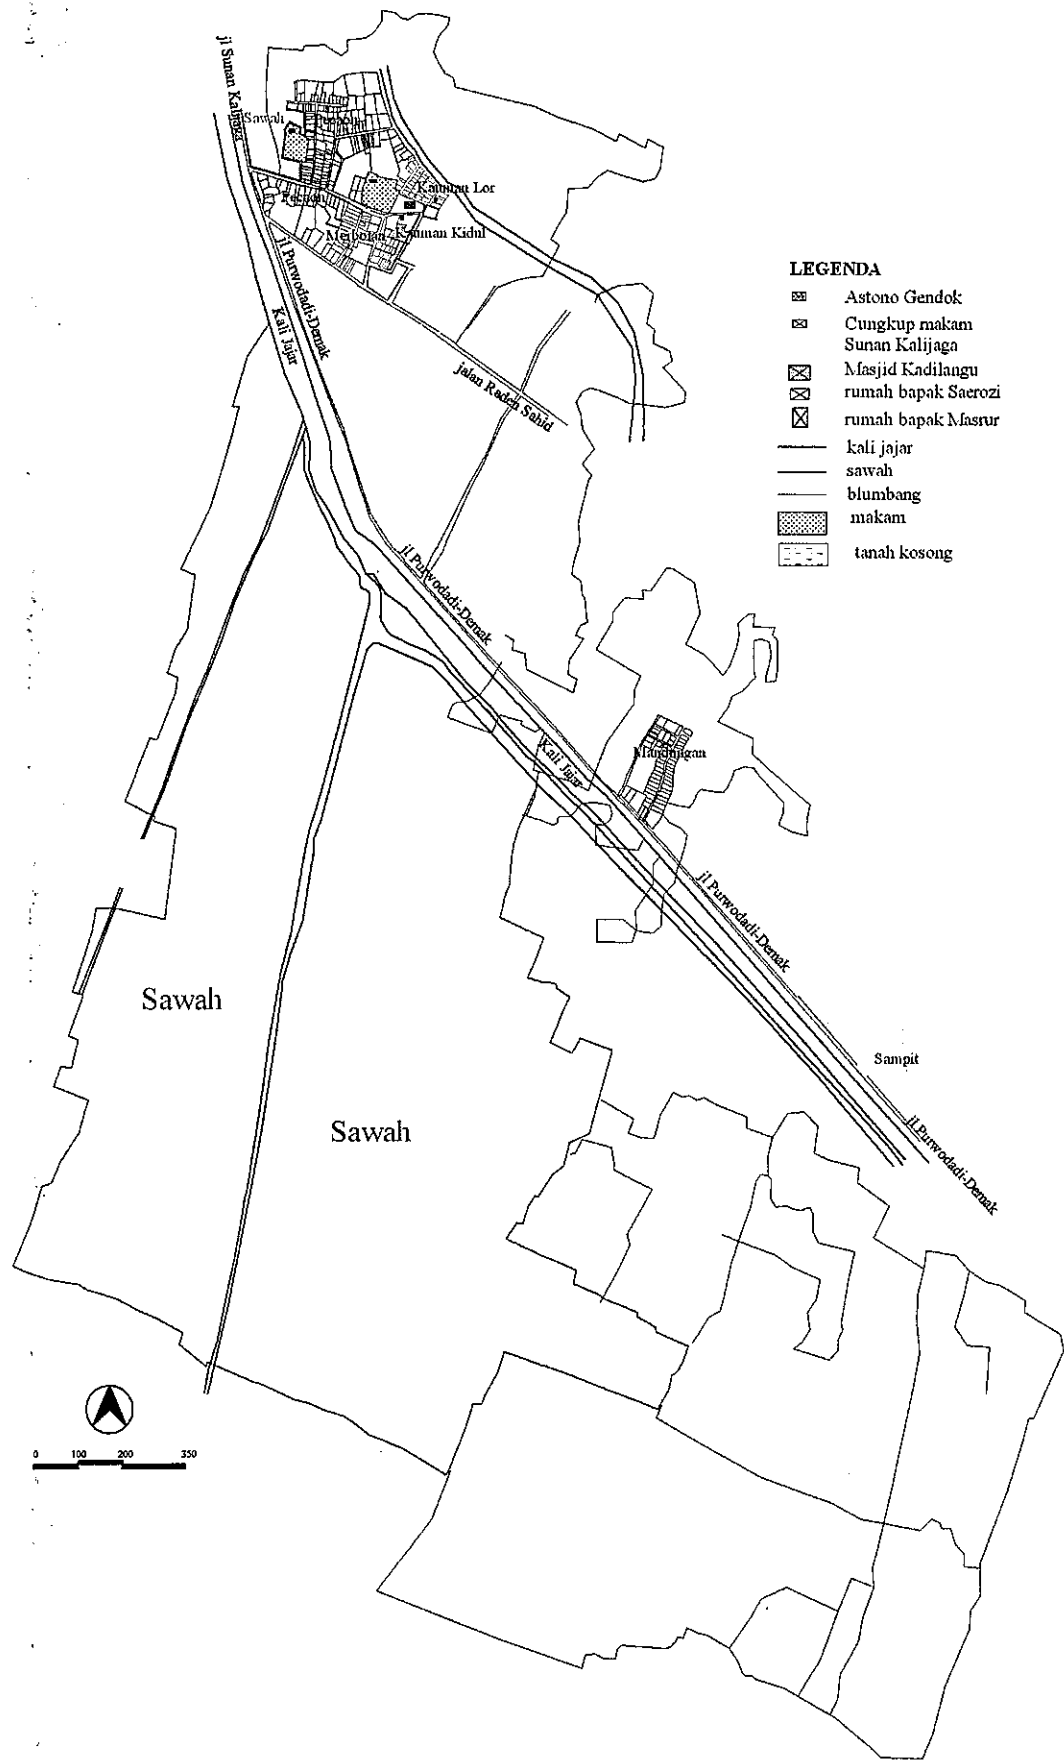 jl Sunan Kalijaga
Sawah
Pecaon
Kauman Lor
Merbotan
Kauman Kidul
jl Purwodadi-Demak
Kali Jajar
jalan Raden Sahid
LEGENDA
Astono Gendok
Cungkup makam
Sunan Kalijaga
Masjid Kadilangu
rumah bapak Saerozi
rumah bapak Masrur
kali jajar
sawah
blumbang
makam
tanah kosong
jl Purwodadi-Demak
Kali Jajar
jl Purwodadi-Demak
Sawah
Sampit
Sawah
jl Purwodadi-Demak
0 100 200 350